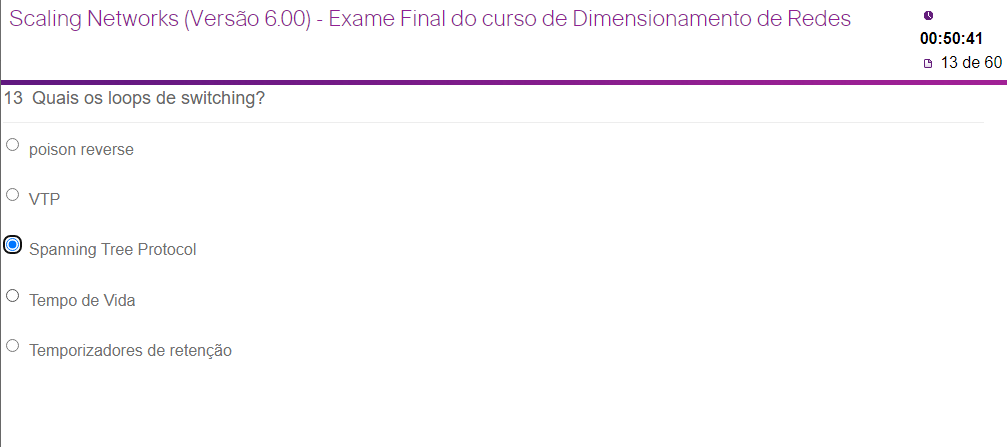 Scaling Networks (Versão 6.00) - Exame Final do curso de Dimensionamento de Redes
00:50:41
13 de 60
13 Quais os loops de switching?
poison reverse
VTP
Spanning Tree Protocol
Tempo de Vida
Temporizadores de retenção